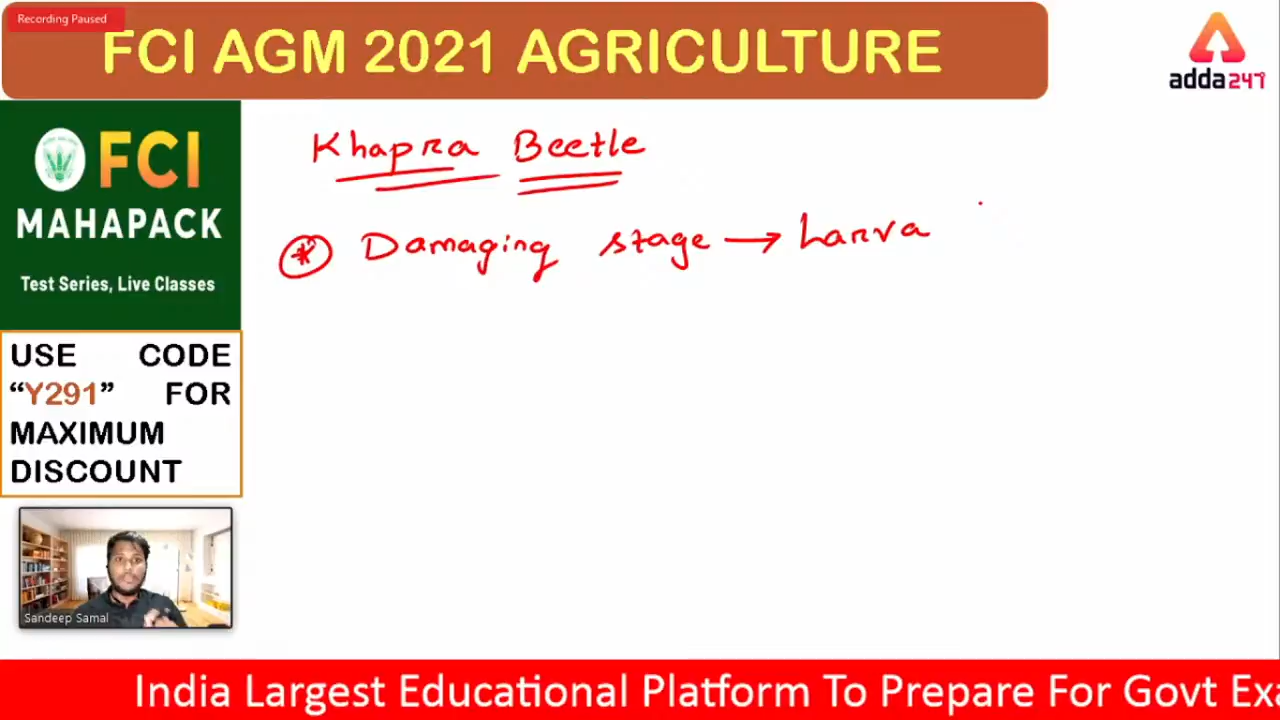 Recording Paused
FCI AGM 2021 AGRICULTURE
adda247
FCI
MAHAPACK
Test Series, Live Classes
USE CODE
“Y291” FOR
MAXIMUM
DISCOUNT
Khapra Beetle
* Damaging stage → Larva
Sandeep Samal
India Largest Educational Platform To Prepare For Govt Exa